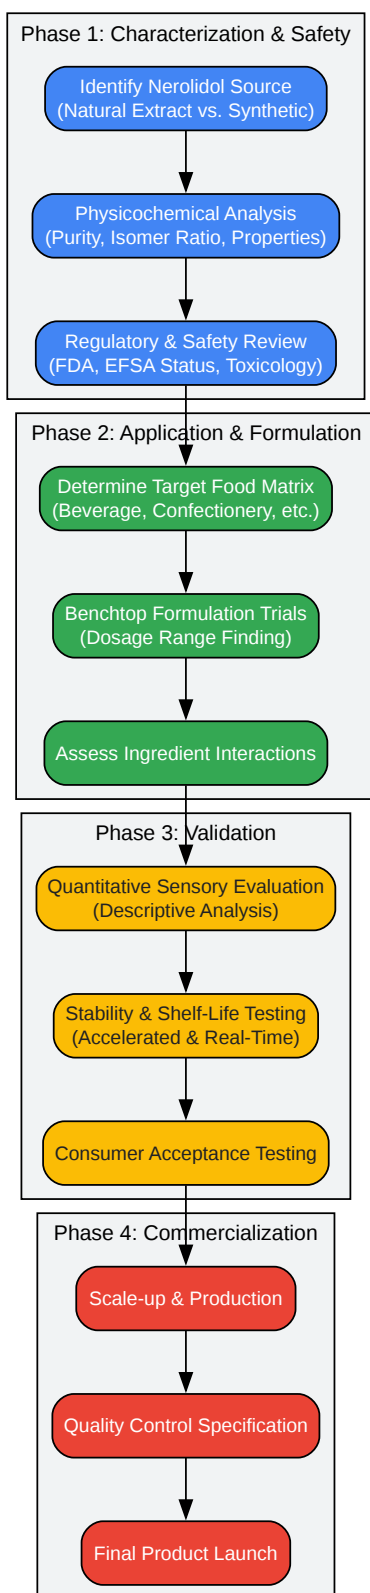 Phase 1: Characterization & Safety
Identify Nerolidol Source
(Natural Extract vs. Synthetic)
Physicochemical Analysis
(Purity, Isomer Ratio, Properties)
Regulatory & Safety Review
(FDA, EFSA Status, Toxicology)
Phase 2: Application & Formulation
Determine Target Food Matrix
(Beverage, Confectionery, etc.)
Benchtop Formulation Trials
(Dosage Range Finding)
Assess Ingredient Interactions
Phase 3: Validation
Quantitative Sensory Evaluation
(Descriptive Analysis)
Stability & Shelf-Life Testing
(Accelerated & Real-Time)
Consumer Acceptance Testing
Phase 4: Commercialization
Scale-up & Production
Quality Control Specification
Final Product Launch